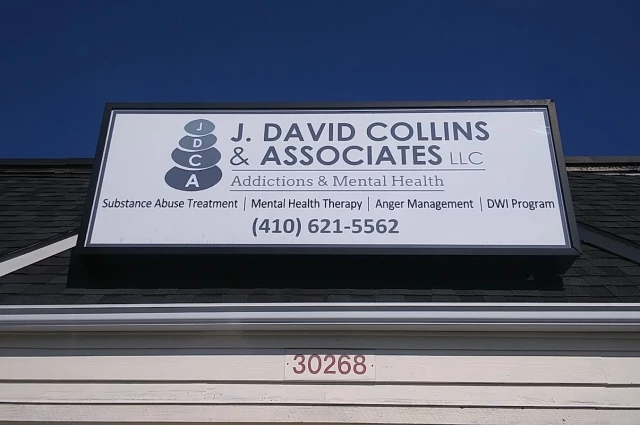 J
D
C
A
J. DAVID COLLINS
& ASSOCIATES LLC
Addictions & Mental Health
Substance Abuse Treatment | Mental Health Therapy | Anger Management | DWI Program
(410) 621-5562
30268